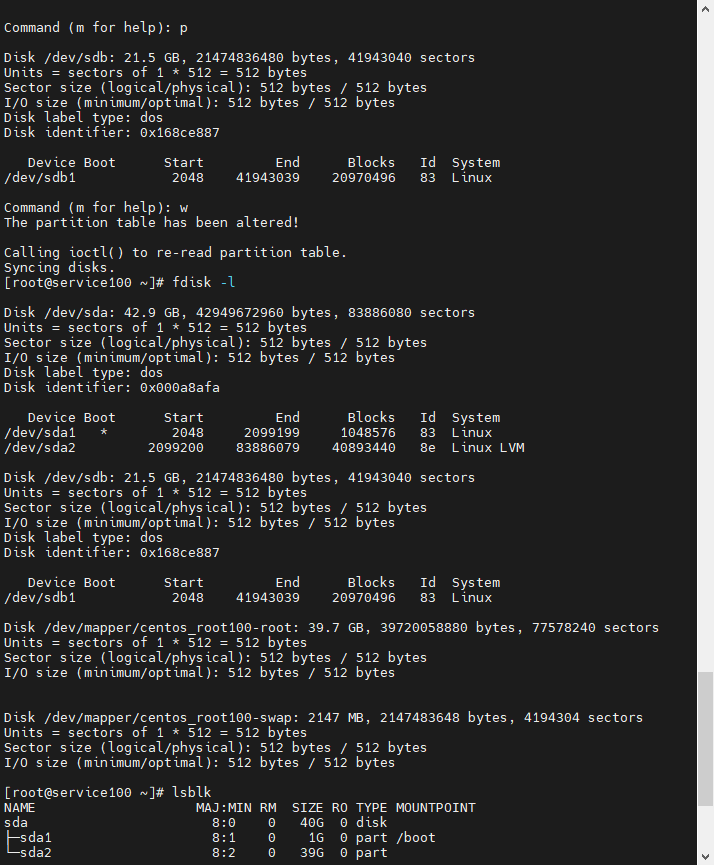 Command (m for help): p
Disk /dev/sdb: 21.5 GB, 21474836480 bytes, 41943040 sectors
Units = sectors of 1 * 512 = 512 bytes
Sector size (logical/physical): 512 bytes / 512 bytes
I/O size (minimum/optimal): 512 bytes / 512 bytes
Disk label type: dos
Disk identifier: 0x168ce887
   Device Boot      Start         End      Blocks   Id  System
/dev/sdb1            2048    41943039    20970496   83  Linux
Command (m for help): w
The partition table has been altered!
Calling ioctl() to re-read partition table.
Syncing disks.
[root@service100 ~]# fdisk -l
Disk /dev/sda: 42.9 GB, 42949672960 bytes, 83886080 sectors
Units = sectors of 1 * 512 = 512 bytes
Sector size (logical/physical): 512 bytes / 512 bytes
I/O size (minimum/optimal): 512 bytes / 512 bytes
Disk label type: dos
Disk identifier: 0x000a8afa
   Device Boot      Start         End      Blocks   Id  System
/dev/sda1   *        2048     2099199     1048576   83  Linux
/dev/sda2         2099200    83886079    40893440   8e  Linux LVM
Disk /dev/sdb: 21.5 GB, 21474836480 bytes, 41943040 sectors
Units = sectors of 1 * 512 = 512 bytes
Sector size (logical/physical): 512 bytes / 512 bytes
I/O size (minimum/optimal): 512 bytes / 512 bytes
Disk label type: dos
Disk identifier: 0x168ce887
   Device Boot      Start         End      Blocks   Id  System
/dev/sdb1            2048    41943039    20970496   83  Linux
Disk /dev/mapper/centos_root100-root: 39.7 GB, 39720058880 bytes, 77578240 sectors
Units = sectors of 1 * 512 = 512 bytes
Sector size (logical/physical): 512 bytes / 512 bytes
I/O size (minimum/optimal): 512 bytes / 512 bytes
Disk /dev/mapper/centos_root100-swap: 2147 MB, 2147483648 bytes, 4194304 sectors
Units = sectors of 1 * 512 = 512 bytes
Sector size (logical/physical): 512 bytes / 512 bytes
I/O size (minimum/optimal): 512 bytes / 512 bytes
[root@service100 ~]# lsblk
NAME                    MAJ:MIN RM  SIZE RO TYPE MOUNTPOINT
sda                       8:0    0   40G  0 disk
├─sda1                    8:1    0    1G  0 part /boot
└─sda2                    8:2    0   39G  0 part